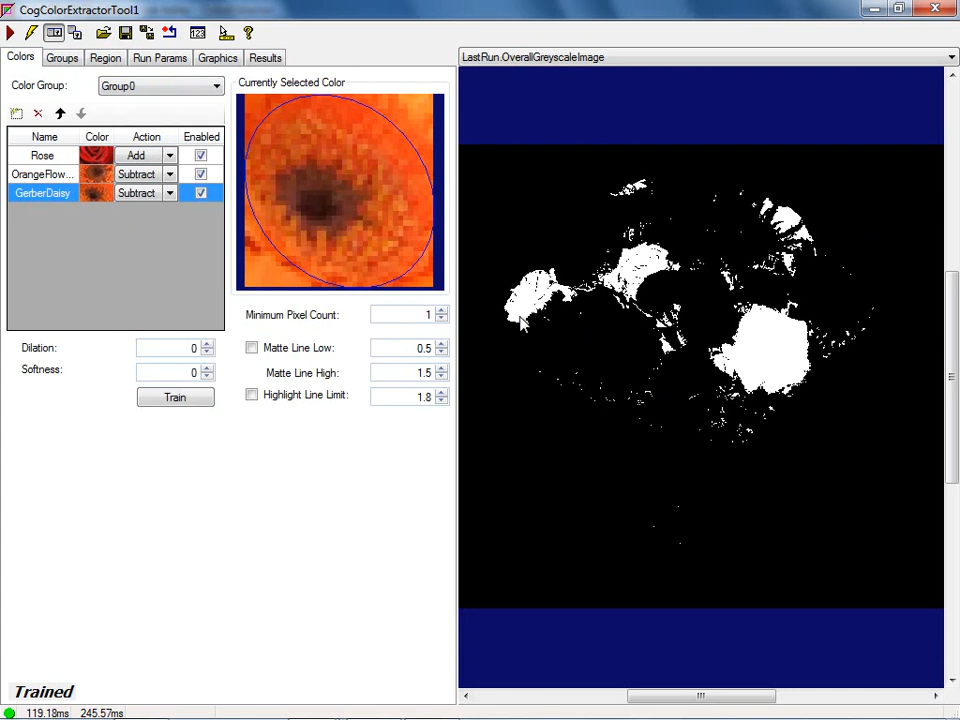 CogColorExtractorTool1
123
Colors Groups Region Run Params Graphics Results
LastRun.OverallGreyscaleImage
Color Group: Group0
Currently Selected Color
Name Color Action Enabled
Rose Add
OrangeFlow... Subtract
GerberDaisy Subtract
Minimum Pixel Count: 1
Dilation: 0
Matte Line Low: 0.5
Softness: 0
Matte Line High: 1.5
Train
Highlight Line Limit: 1.8
Trained
119.18ms 245.57ms